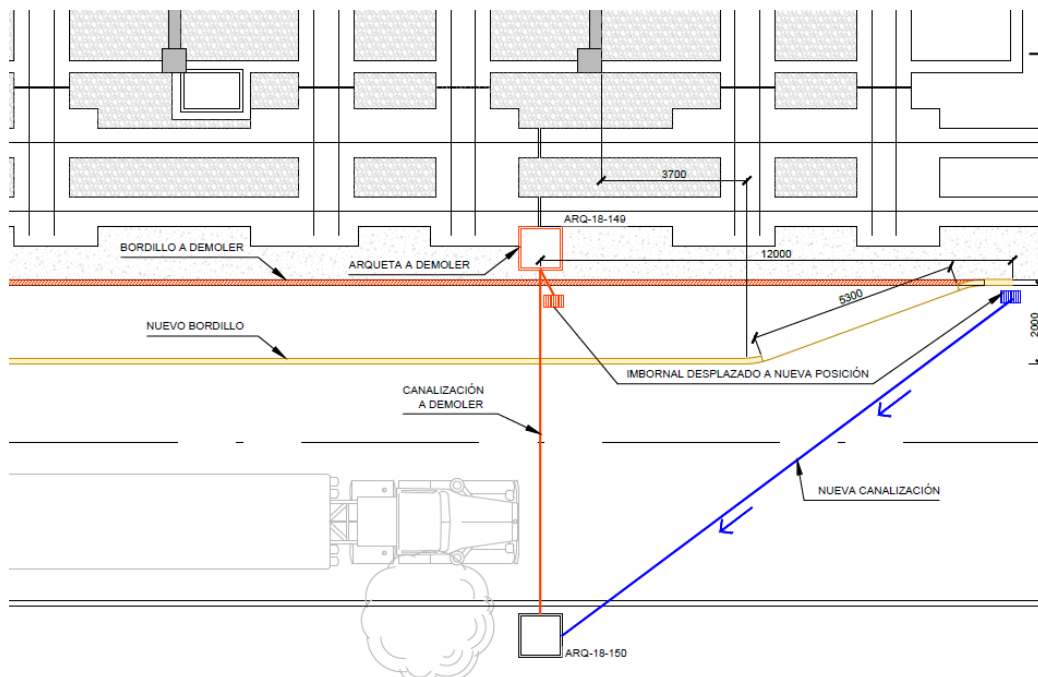 3700
ARQ-18-149
BORDILLO A DEMOLER
12000
ARQUETA A DEMOLER
5300
2000
NUEVO BORDILLO
IMBORNAL DESPLAZADO A NUEVA POSICIÓN
CANALIZACIÓN
A DEMOLER
NUEVA CANALIZACIÓN
ARQ-18-150